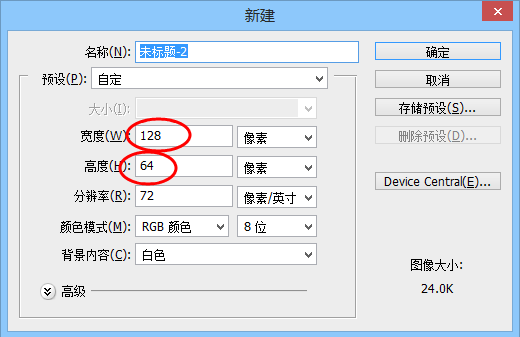 新建
名称(N): 未标题-2
确定
预设(P): 自定
取消
大小(I):
存储预设(S)...
宽度(W): 128 像素
删除预设(D)...
高度(H): 64 像素
分辨率(R): 72 像素/英寸
Device Central(E)...
颜色模式(M): RGB 颜色 8 位
背景内容(C): 白色
图像大小:
高级
24.0K